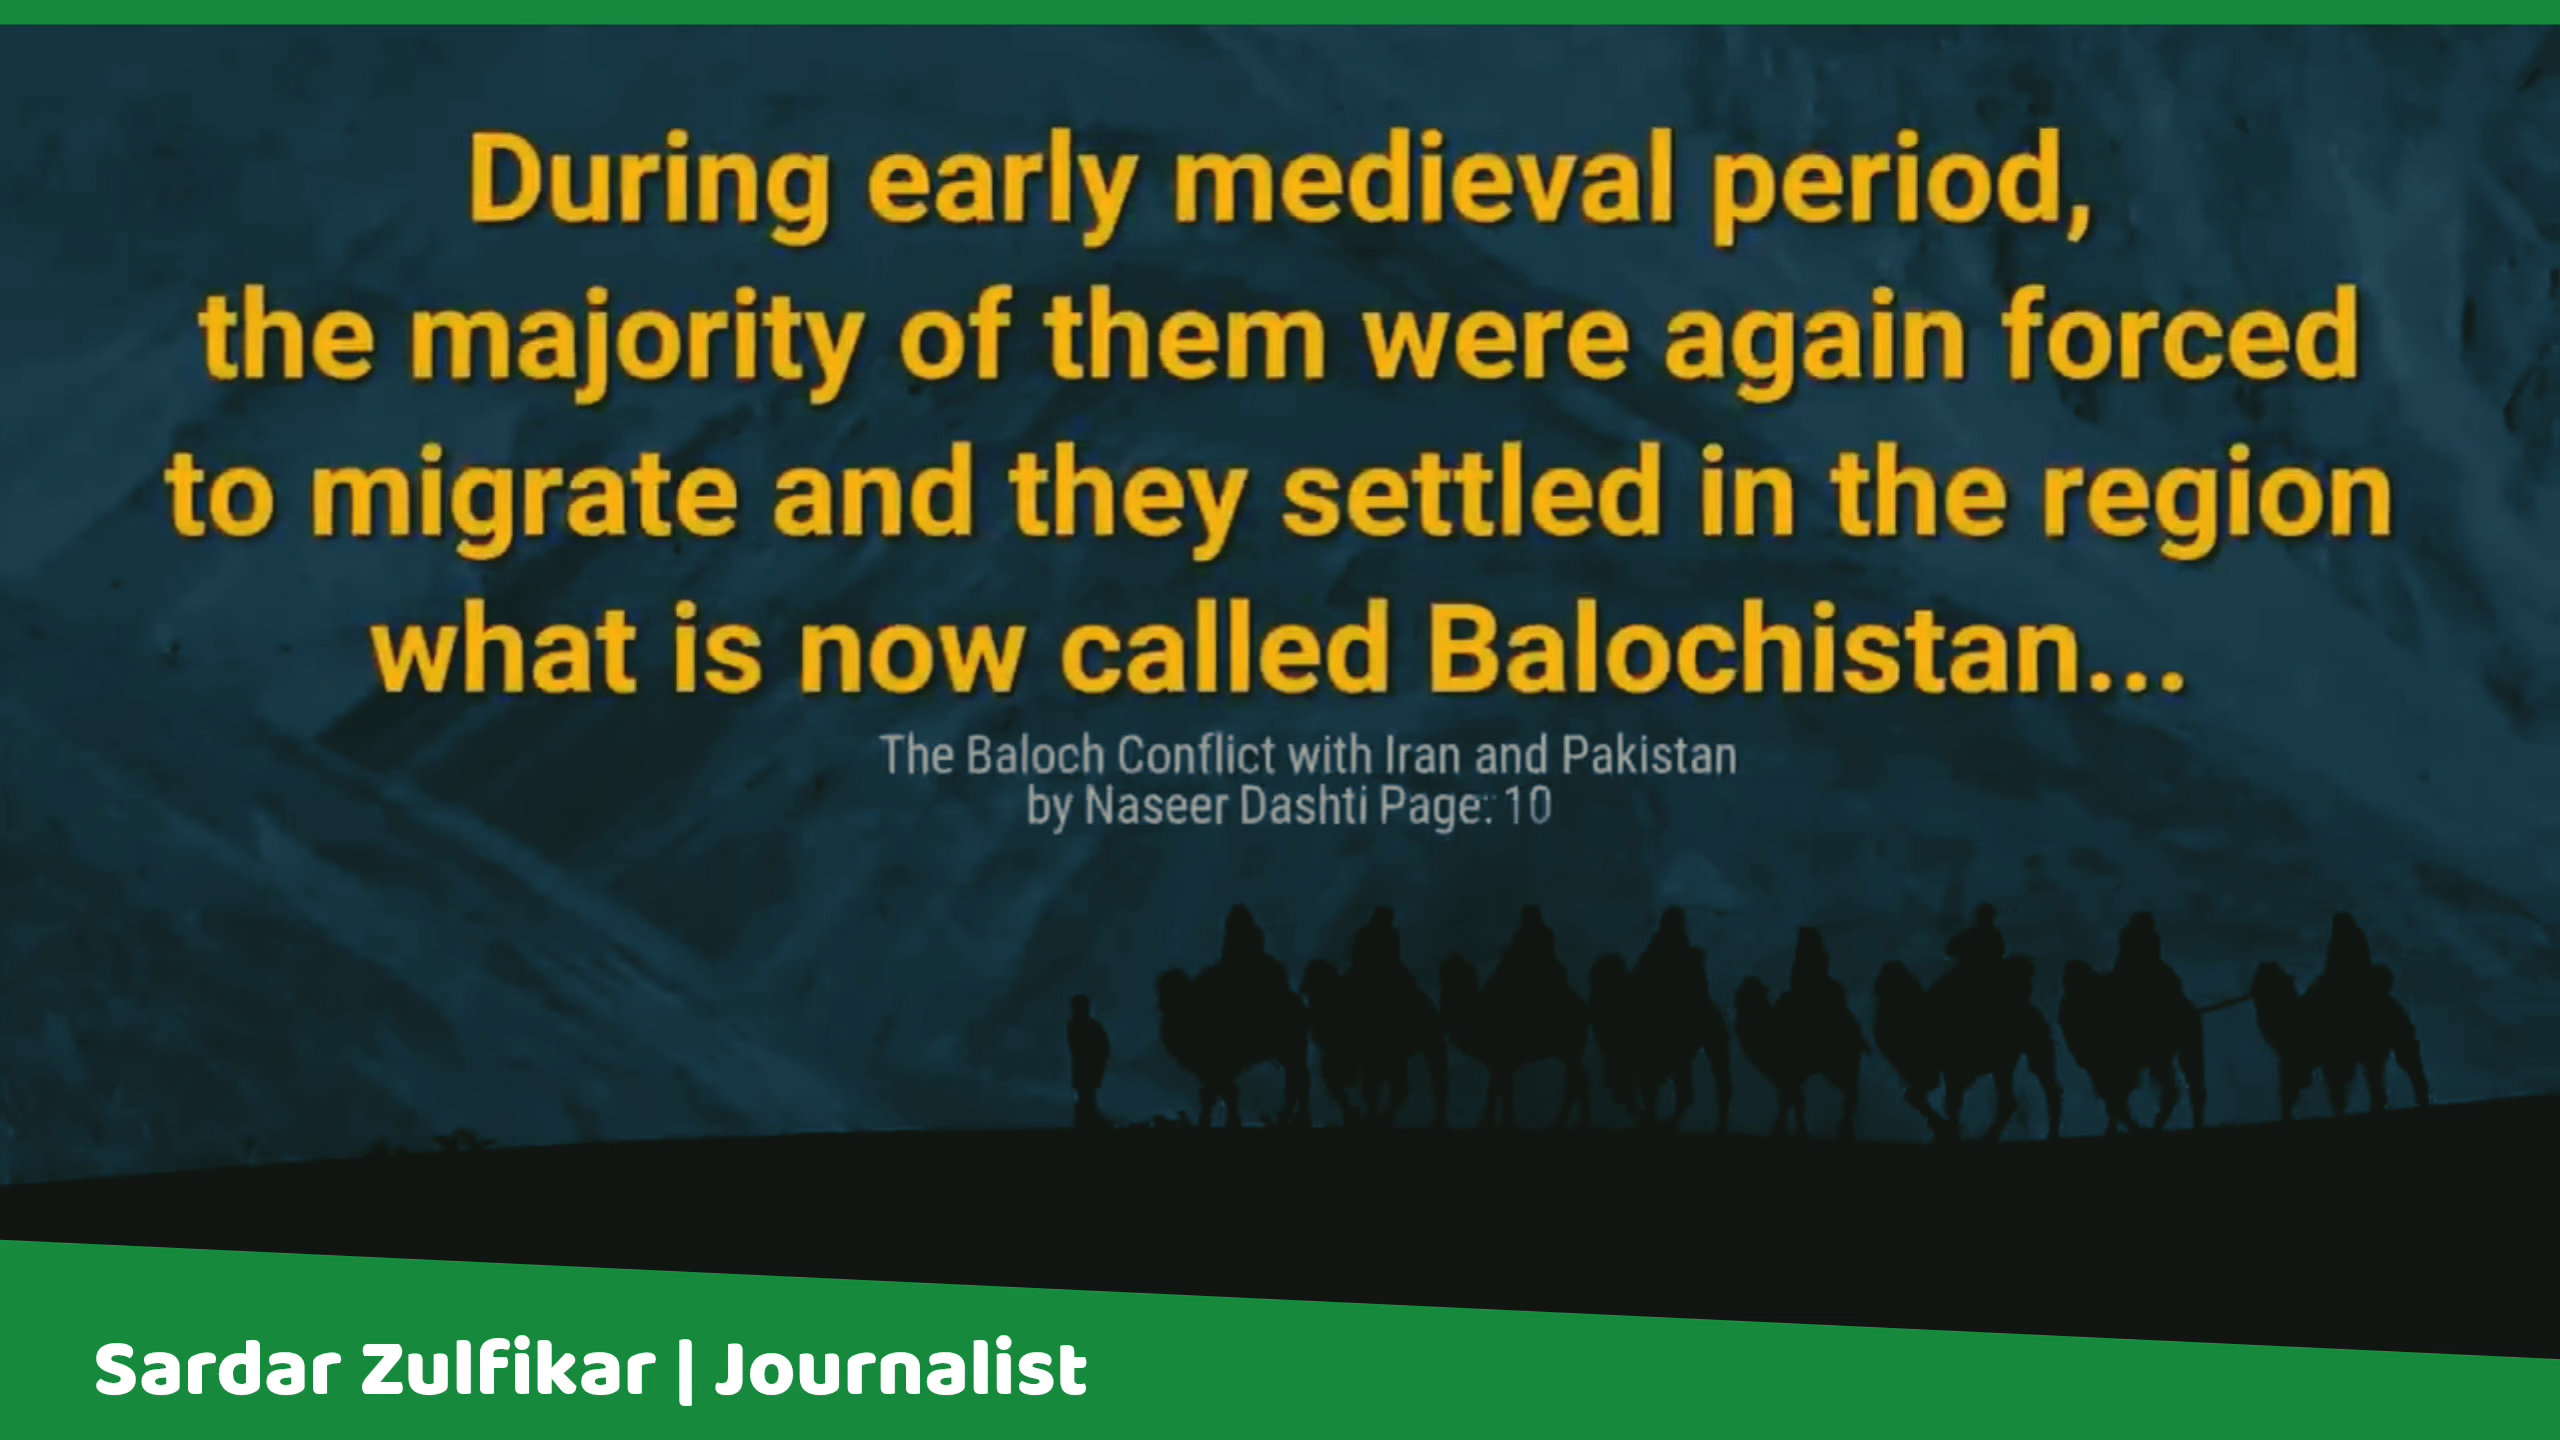 During early medieval period,
the majority of them were again forced
to migrate and they settled in the region
what is now called Balochistan...
The Baloch Conflict with Iran and Pakistan
by Naseer Dashti Page: 10
Sardar Zulfikar | Journalist